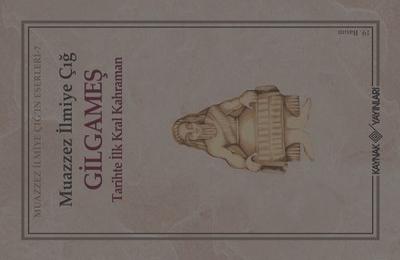 19. Basım
MUAZZEZ İLMİYE ÇIĞ'IN ESERLERİ-7
Muazzez İlmiye Çığ
GİLGAMEŞ
Tarihte İlk Kral Kahraman
KAYNAK
YAYINLARI